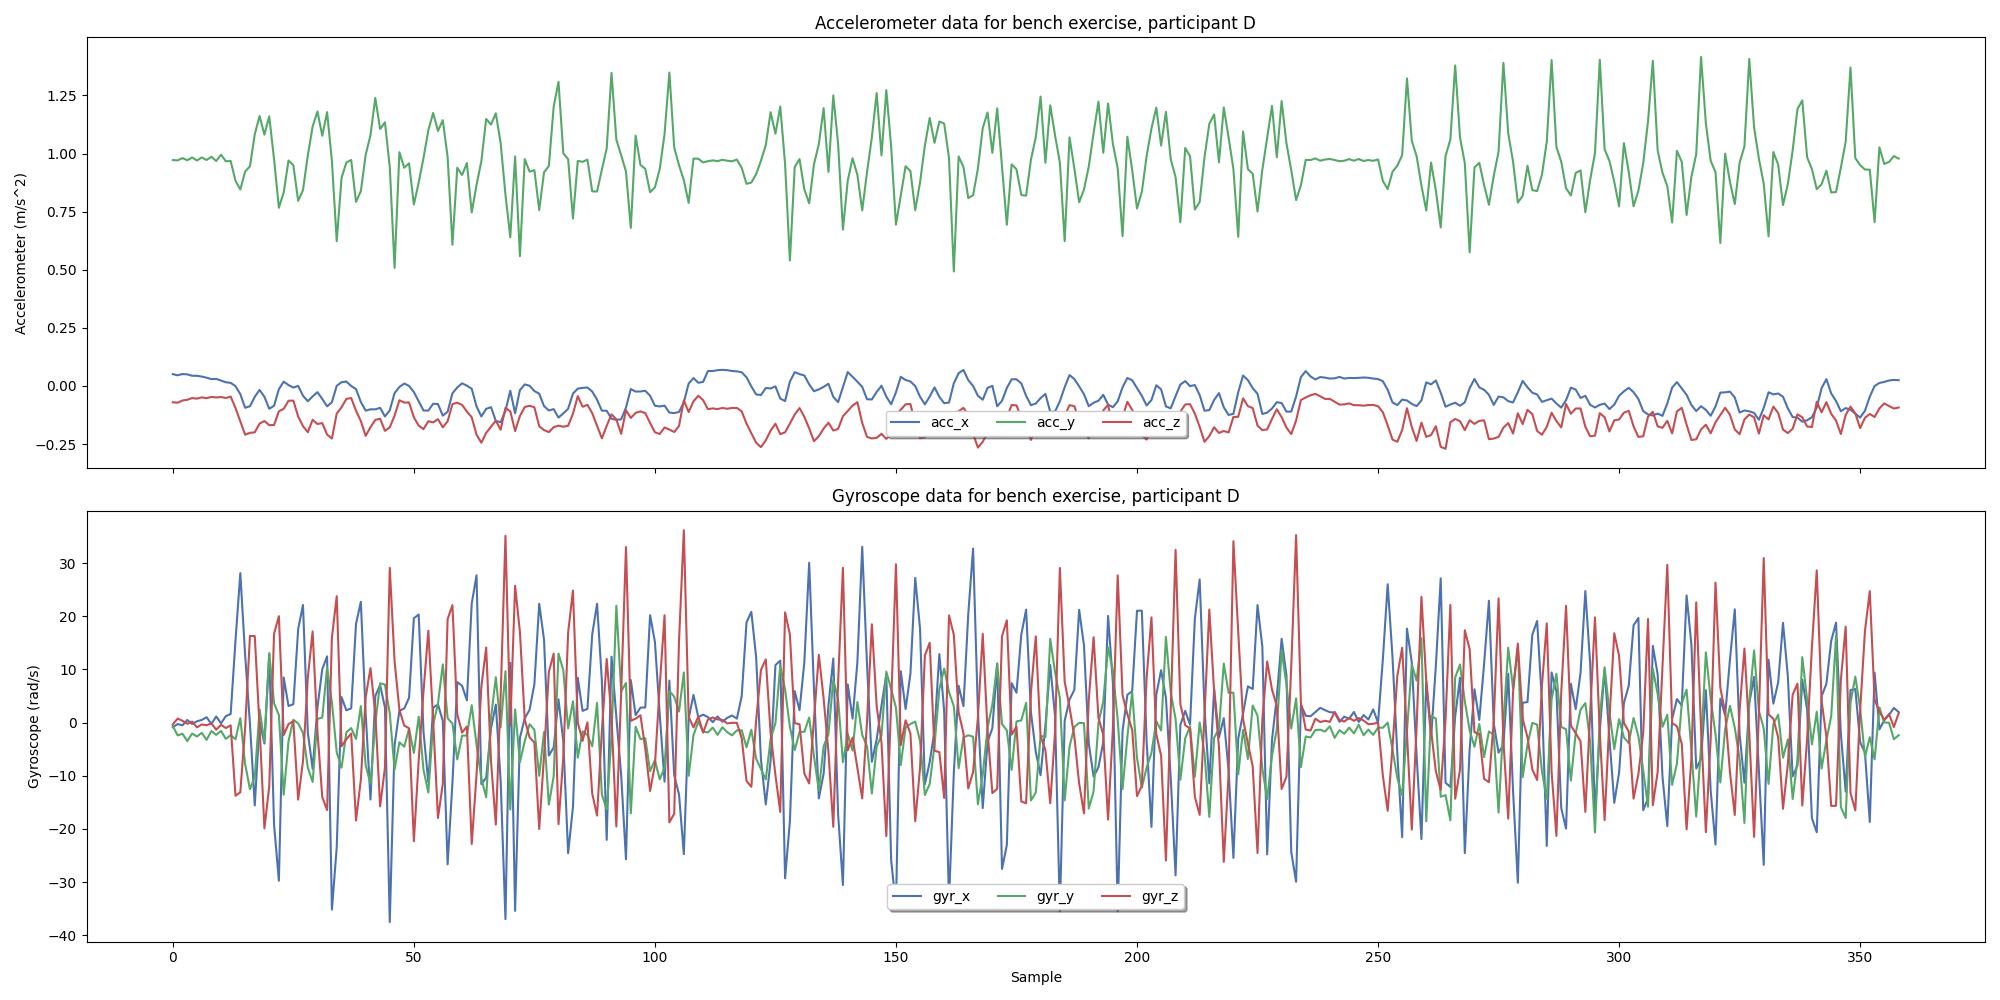 Accelerometer data for bench exercise, participant D
Accelerometer (m/s^2)
1.25
1.00
0.75
0.50
0.25
0.00
−0.25
acc_x acc_y acc_z
Gyroscope data for bench exercise, participant D
Gyroscope (rad/s)
30
20
10
0
−10
−20
−30
−40
gyr_x gyr_y gyr_z
0 50 100 150 200 250 300 350
Sample